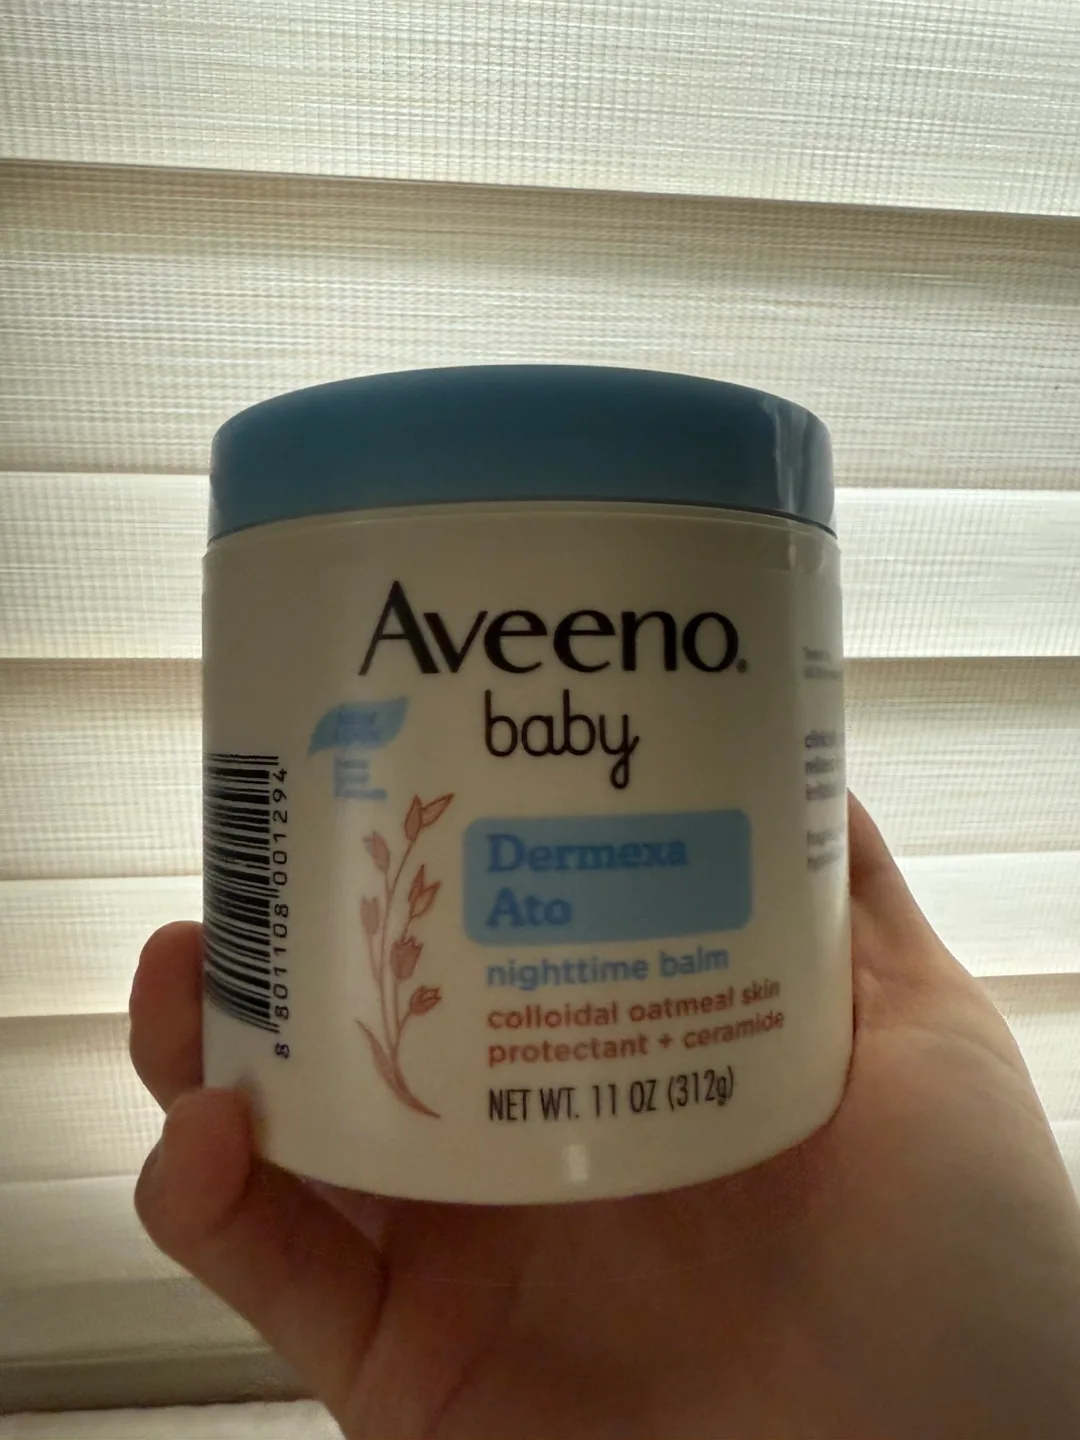 Aveeno.
baby
Dermexa
Ato
nighttime balm
colloidal oatmeal skin
protectant + ceramide
NET WT. 11 OZ (312g)
8 801108 001294